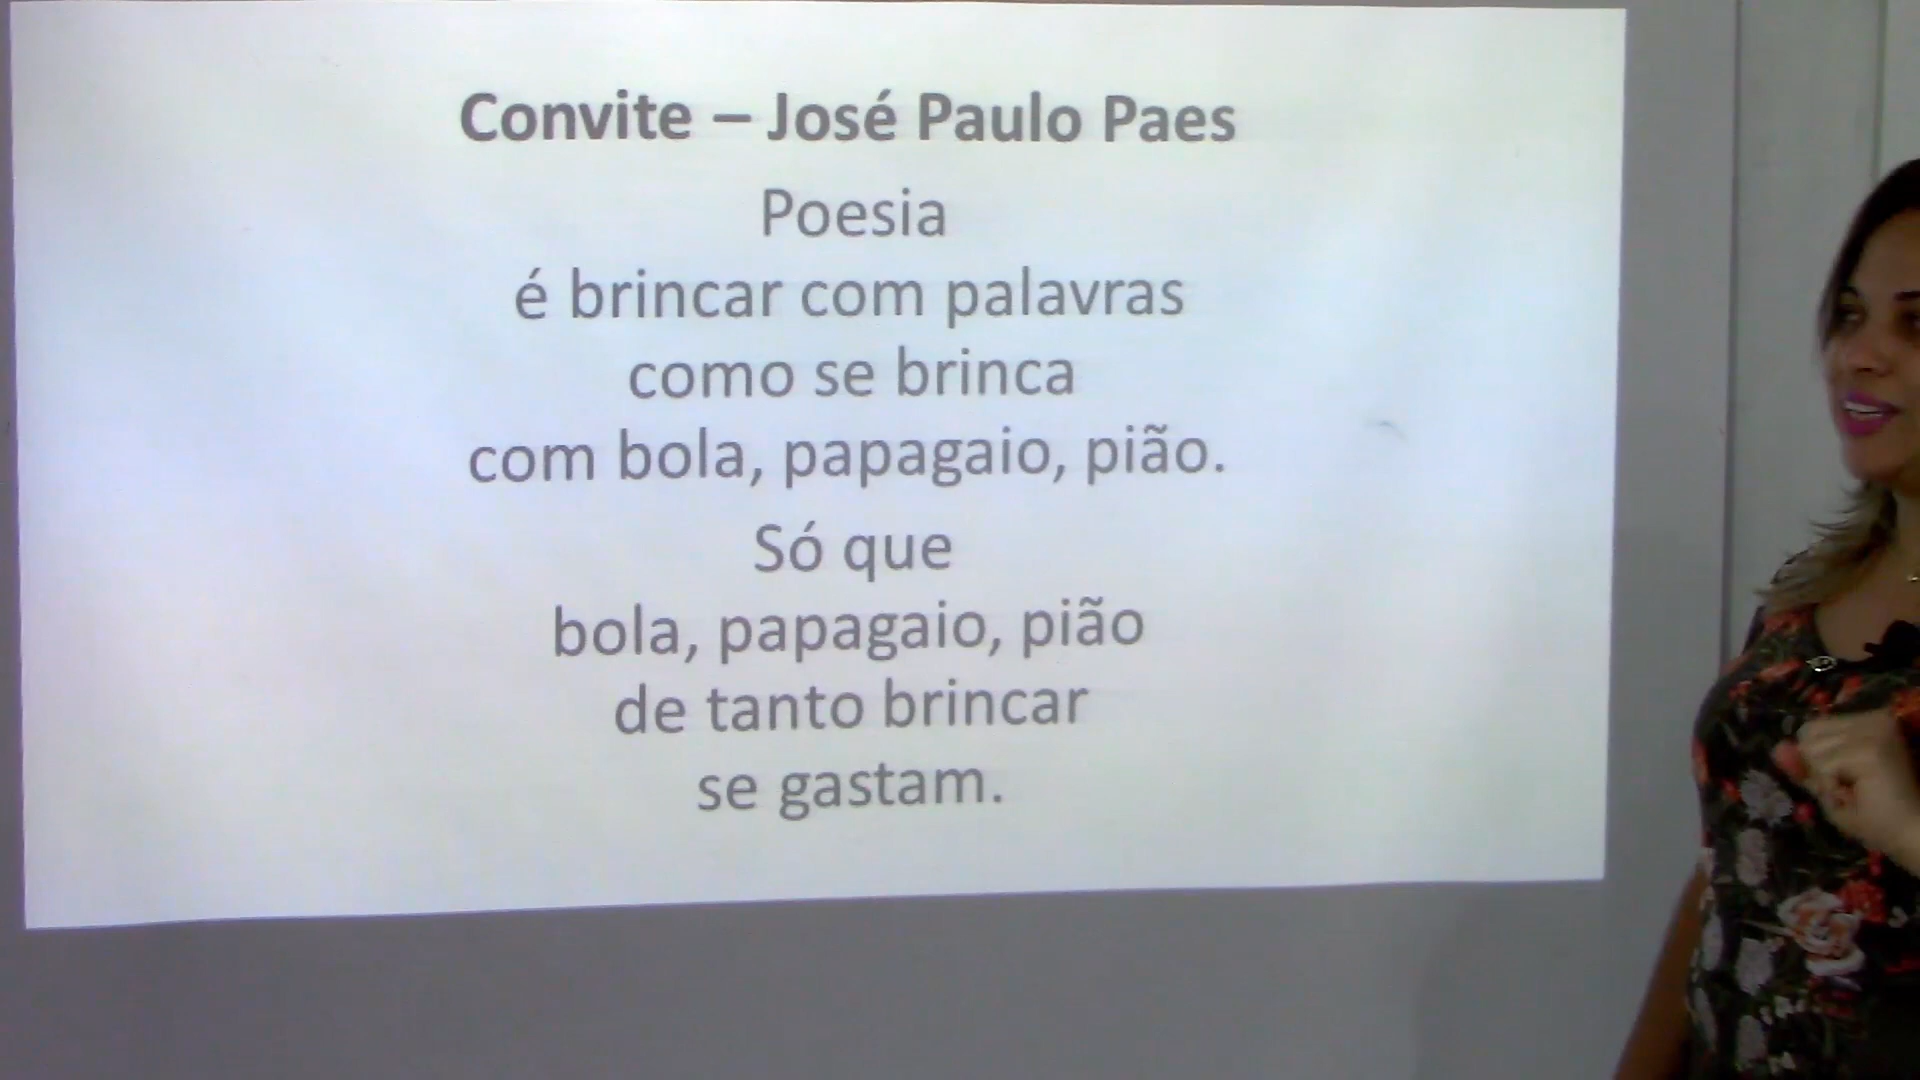 Convite – José Paulo Paes
Poesia
é brincar com palavras
como se brinca
com bola, papagaio, pião.
Só que
bola, papagaio, pião
de tanto brincar
se gastam.